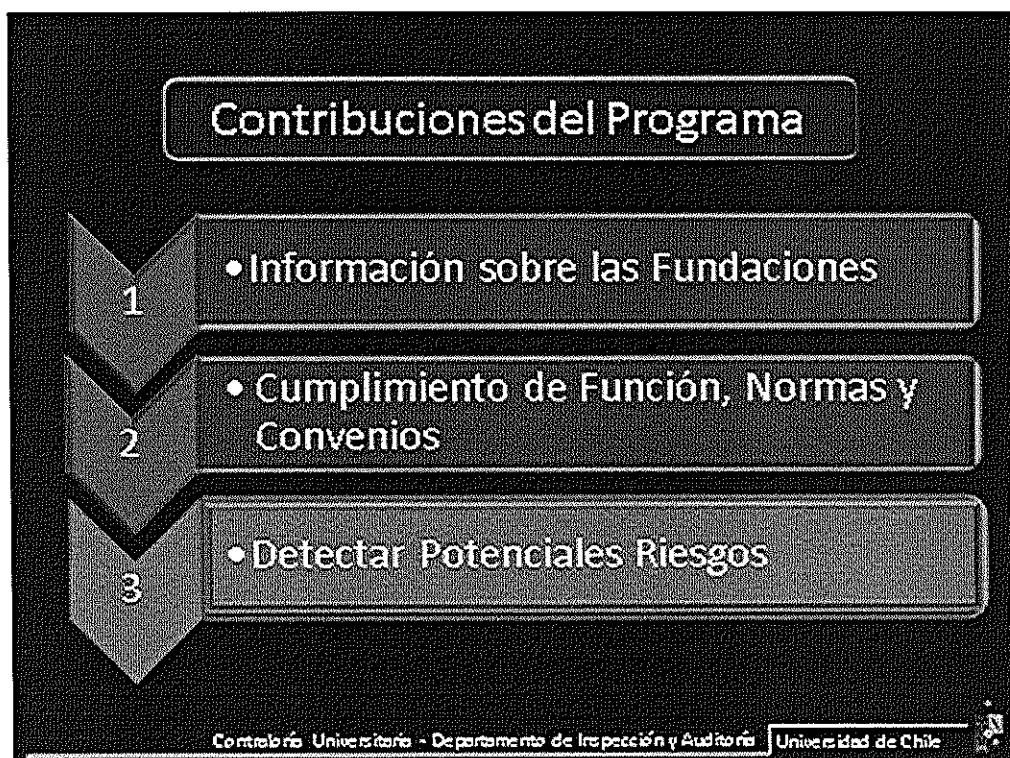 Contribuciones del Programa
1
• Información sobre las Fundaciones
2
• Cumplimiento de Función, Normas y
Convenios
3
• Detectar Potenciales Riesgos
Contraloría Universitaria - Departamento de Inspección y Auditoría
Universidad de Chile